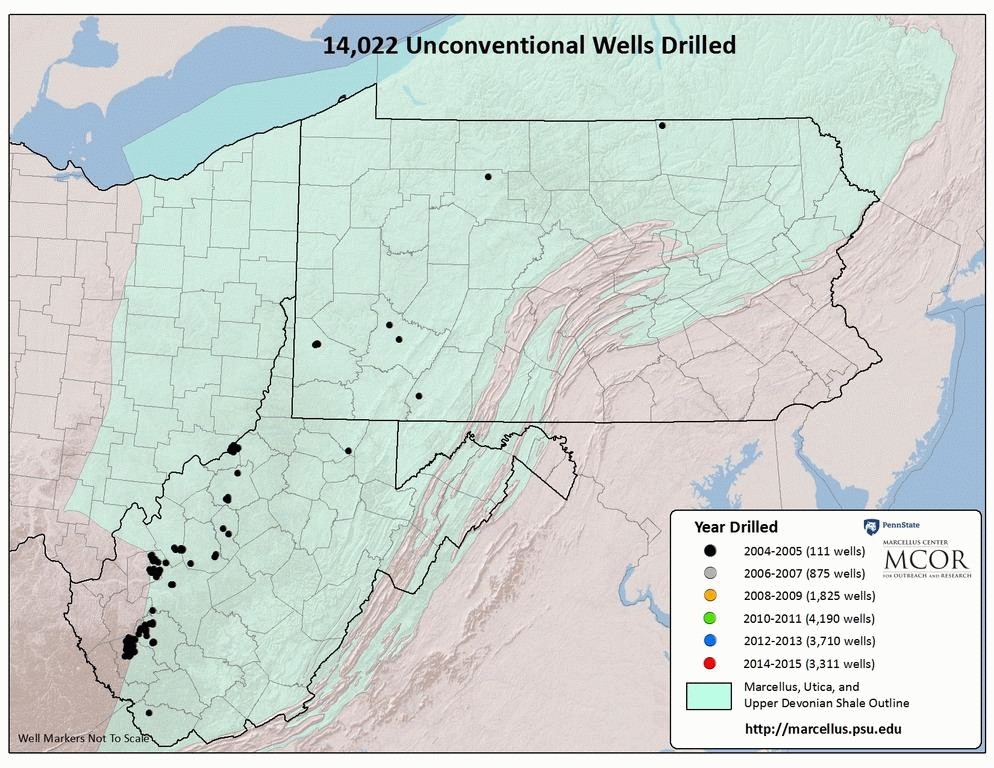 14,022 Unconventional Wells Drilled
Year Drilled
PennState
MARCELLUS CENTER
MCOR
FOR OUTREACH AND RESEARCH
2004-2005 (111 wells)
2006-2007 (875 wells)
2008-2009 (1,825 wells)
2010-2011 (4,190 wells)
2012-2013 (3,710 wells)
2014-2015 (3,311 wells)
Marcellus, Utica, and
Upper Devonian Shale Outline
http://marcellus.psu.edu
Well Markers Not To Scale